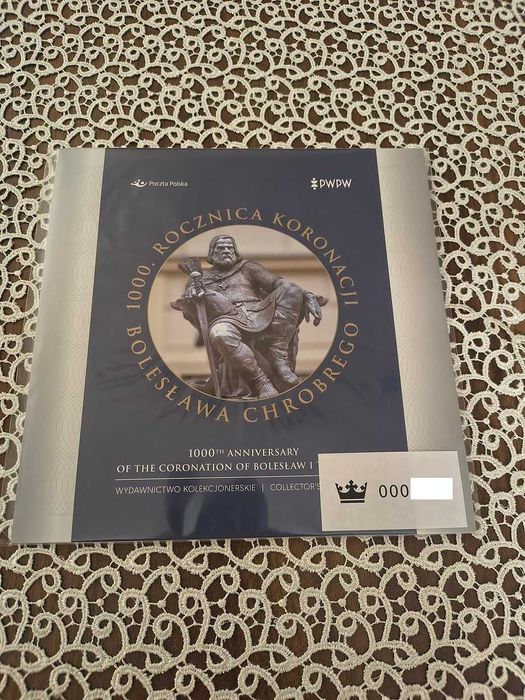 Poczta Polska
PWPW
1000. ROCZNICA KORONACJI
BOLESŁAWA CHROBREGO
1000TH ANNIVERSARY
OF THE CORONATION OF BOLESŁAW I
WYDAWNICTWO KOLEKCJONERSKIE | COLLECTOR'S
000